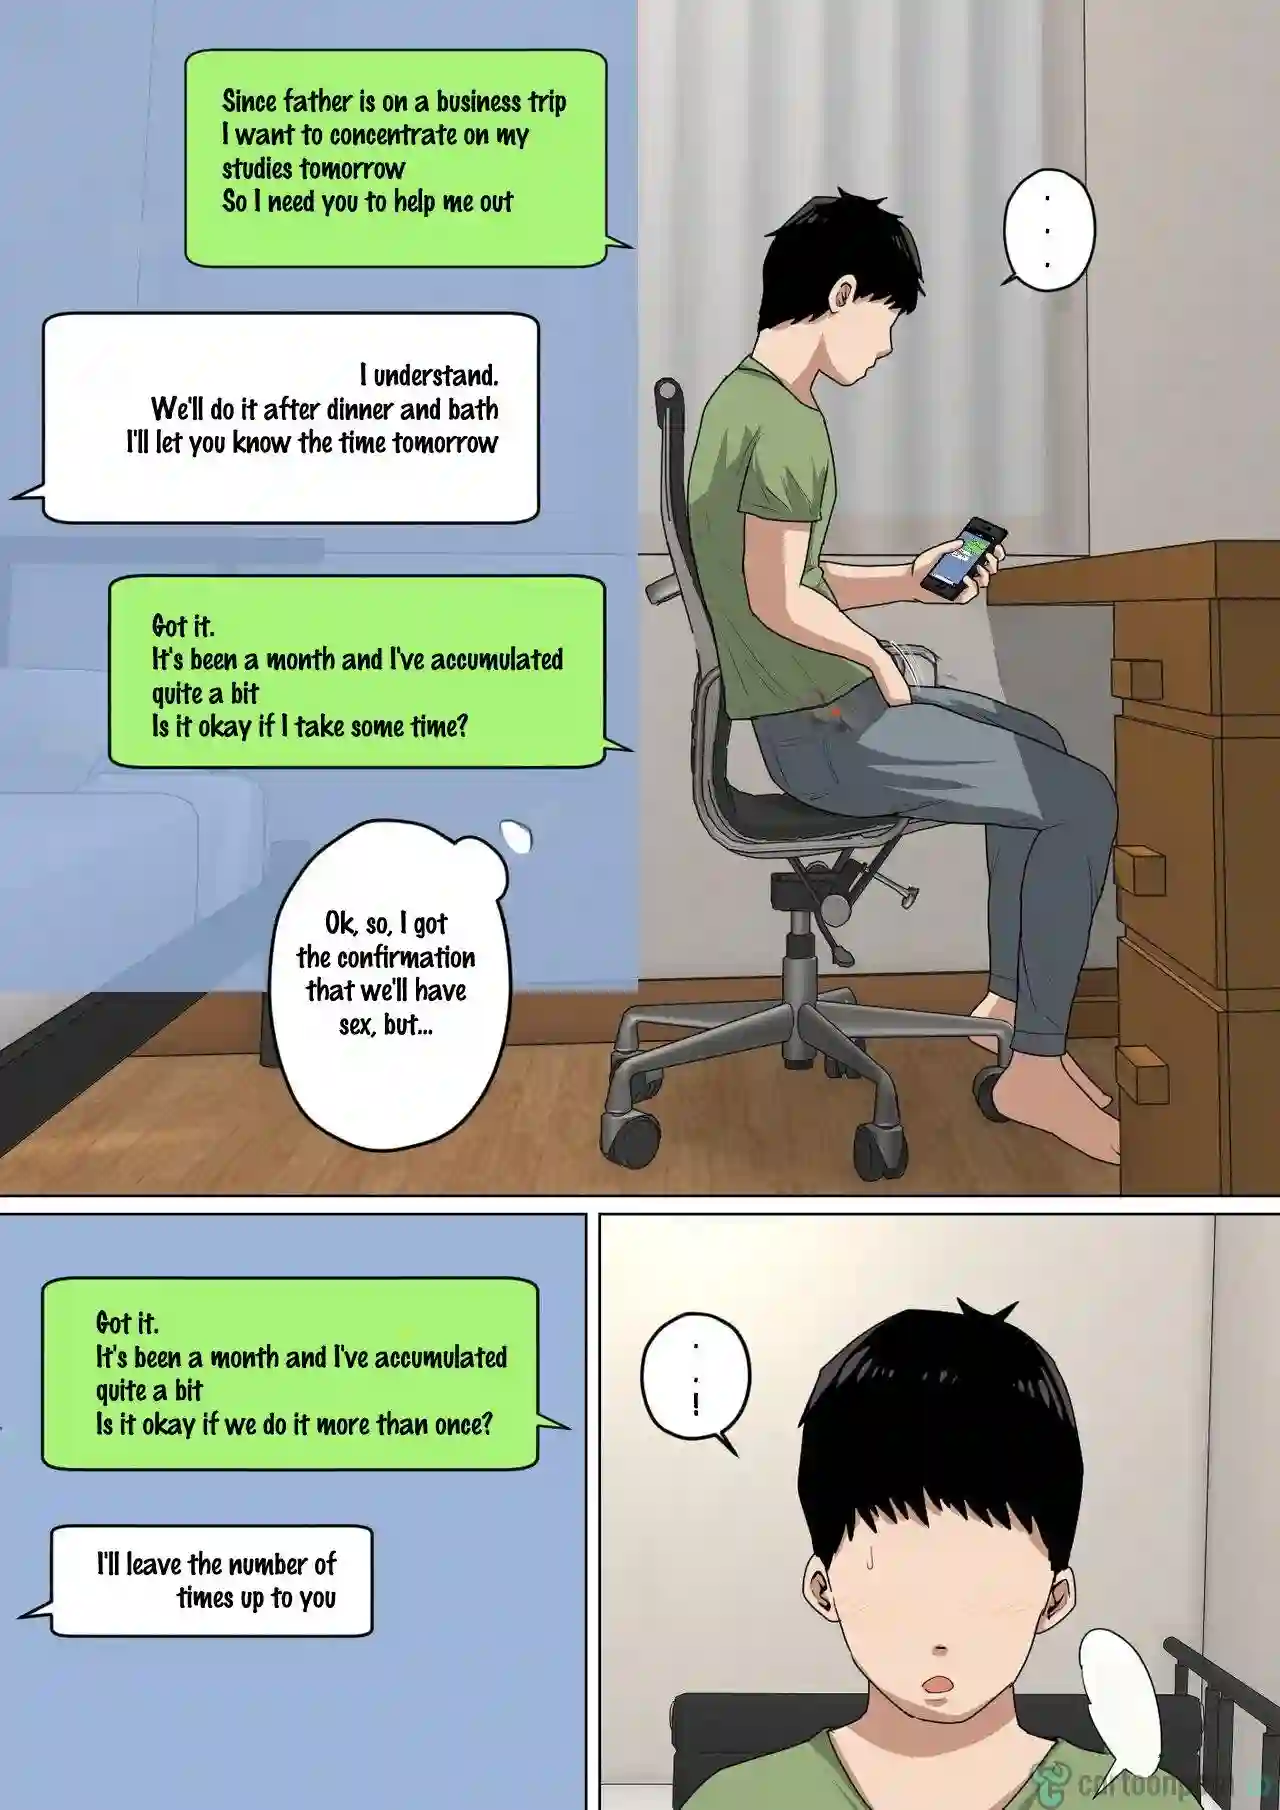 Since father is on a business trip
I want to concentrate on my
studies tomorrow
So I need you to help me out
. . .
I understand.
We'll do it after dinner and bath
I'll let you know the time tomorrow
Got it.
It's been a month and I've accumulated
quite a bit
Is it okay if I take some time?
Ok, so, I got
the confirmation
that we'll have
sex, but...
Got it.
It's been a month and I've accumulated
quite a bit
Is it okay if we do it more than once?
. . !
I'll leave the number of
times up to you